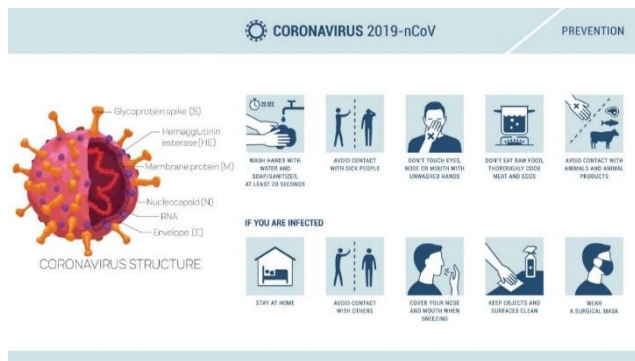 CORONAVIRUS 2019-nCoV
PREVENTION
Glycoprotein spike (S)
Hemagglutinin
esterase (HE)
Membrane protein (M)
Nucleocapsid (N)
RNA
Envelope (E)
CORONAVIRUS STRUCTURE
20 SEC
WASH HANDS WITH
WATER AND
SOAP/SANITIZER,
AT LEAST 20 SECONDS
AVOID CONTACT
WITH SICK PEOPLE
DON'T TOUCH EYES,
NOSE OR MOUTH WITH
UNWASHED HANDS
DON'T EAT RAW FOOD,
THOROUGHLY COOK
MEAT AND EGGS
AVOID CONTACT WITH
ANIMALS AND ANIMAL
PRODUCTS
IF YOU ARE INFECTED
STAY AT HOME
AVOID CONTACT
WITH OTHERS
COVER YOUR NOSE
AND MOUTH WHEN
SNEEZING
KEEP OBJECTS AND
SURFACES CLEAN
WEAR
A SURGICAL MASK